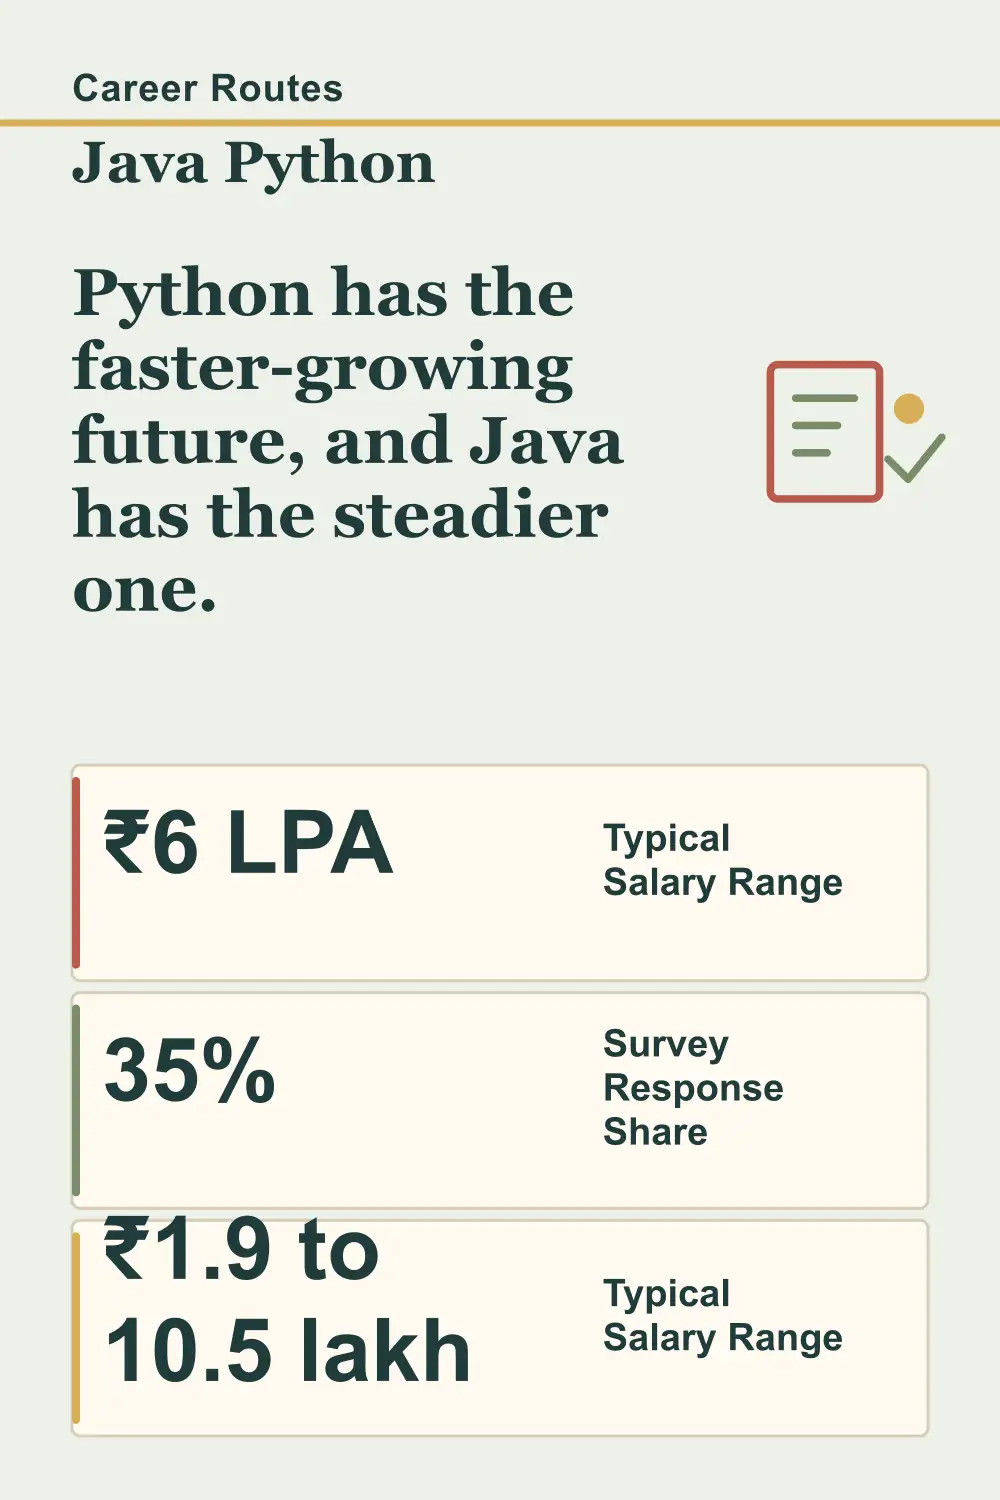 Career Routes
Java Python
Python has the
faster-growing
future, and Java
has the steadier
one.
₹6 LPA
Typical
Salary Range
35%
Survey
Response
Share
₹1.9 to
10.5 lakh
Typical
Salary Range